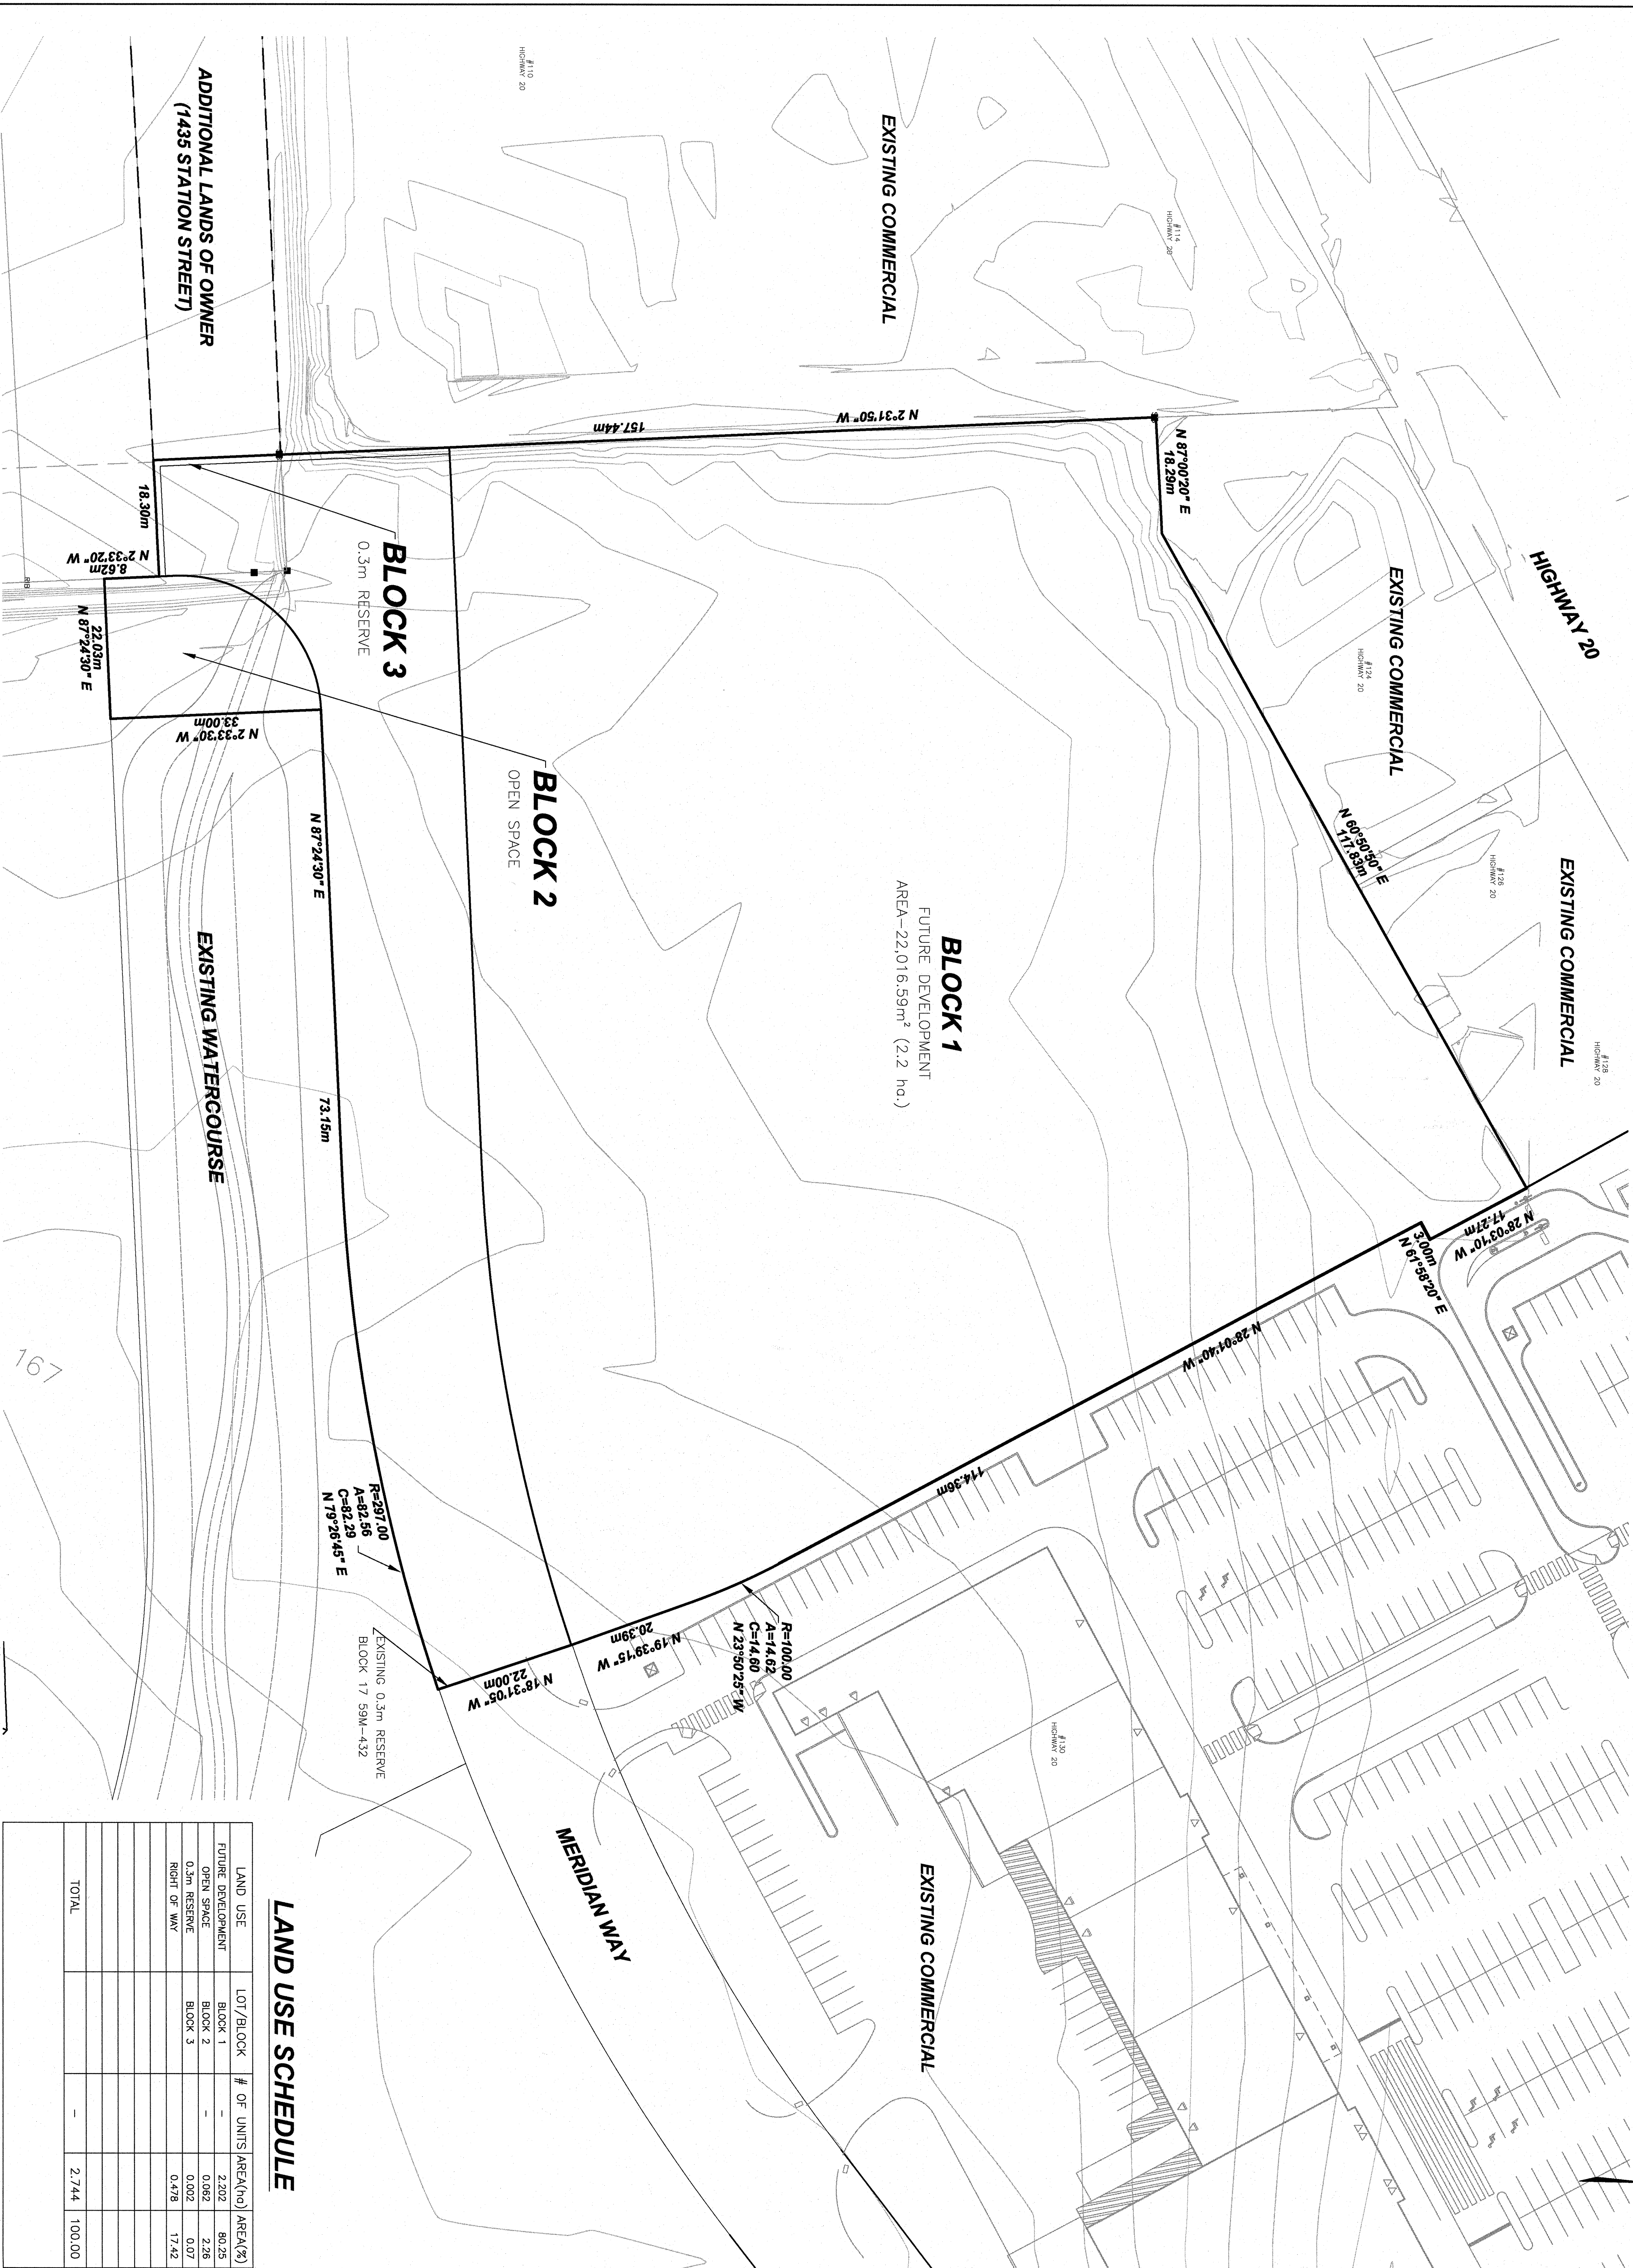 HIGHWAY 20
#110
HIGHWAY 20
#114
HIGHWAY 20
EXISTING COMMERCIAL
ADDITIONAL LANDS OF OWNER
(1435 STATION STREET)
N 87°00'20" E
18.29m
N 2°31'50" W
157.44m
EXISTING COMMERCIAL
#124
HIGHWAY 20
N 60°50'50" E
117.83m
#126
HIGHWAY 20
EXISTING COMMERCIAL
#128
HIGHWAY 20
N 28°03'10" W
17.27m
3.00m
N 61°58'20" E
N 28°01'40" W
114.36m
BLOCK 1
FUTURE DEVELOPMENT
AREA-22,016.59m² (2.2 ha.)
BLOCK 2
OPEN SPACE
BLOCK 3
0.3m RESERVE
18.30m
N 2°33'20" W
8.62m
22.03m
N 87°24'30" E
N 2°33'30" W
33.00m
N 87°24'30" E
73.15m
EXISTING WATERCOURSE
R=297.00
A=82.56
C=82.29
N 79°26'45" E
R=100.00
A=14.62
C=14.60
N 23°50'25" W
N 19°39'15" W
20.39m
N 18°31'05" W
22.00m
EXISTING 0.3m RESERVE
BLOCK 17 59M-432
167
#130
HIGHWAY 20
MERIDIAN WAY
EXISTING COMMERCIAL
LAND USE SCHEDULE
LAND USE LOT/BLOCK # OF UNITS AREA(ha) AREA(%)
FUTURE DEVELOPMENT BLOCK 1 - 2.202 80.25
OPEN SPACE BLOCK 2 - 0.062 2.26
0.3m RESERVE BLOCK 3 0.002 0.07
RIGHT OF WAY 0.478 17.42
TOTAL - 2.744 100.00